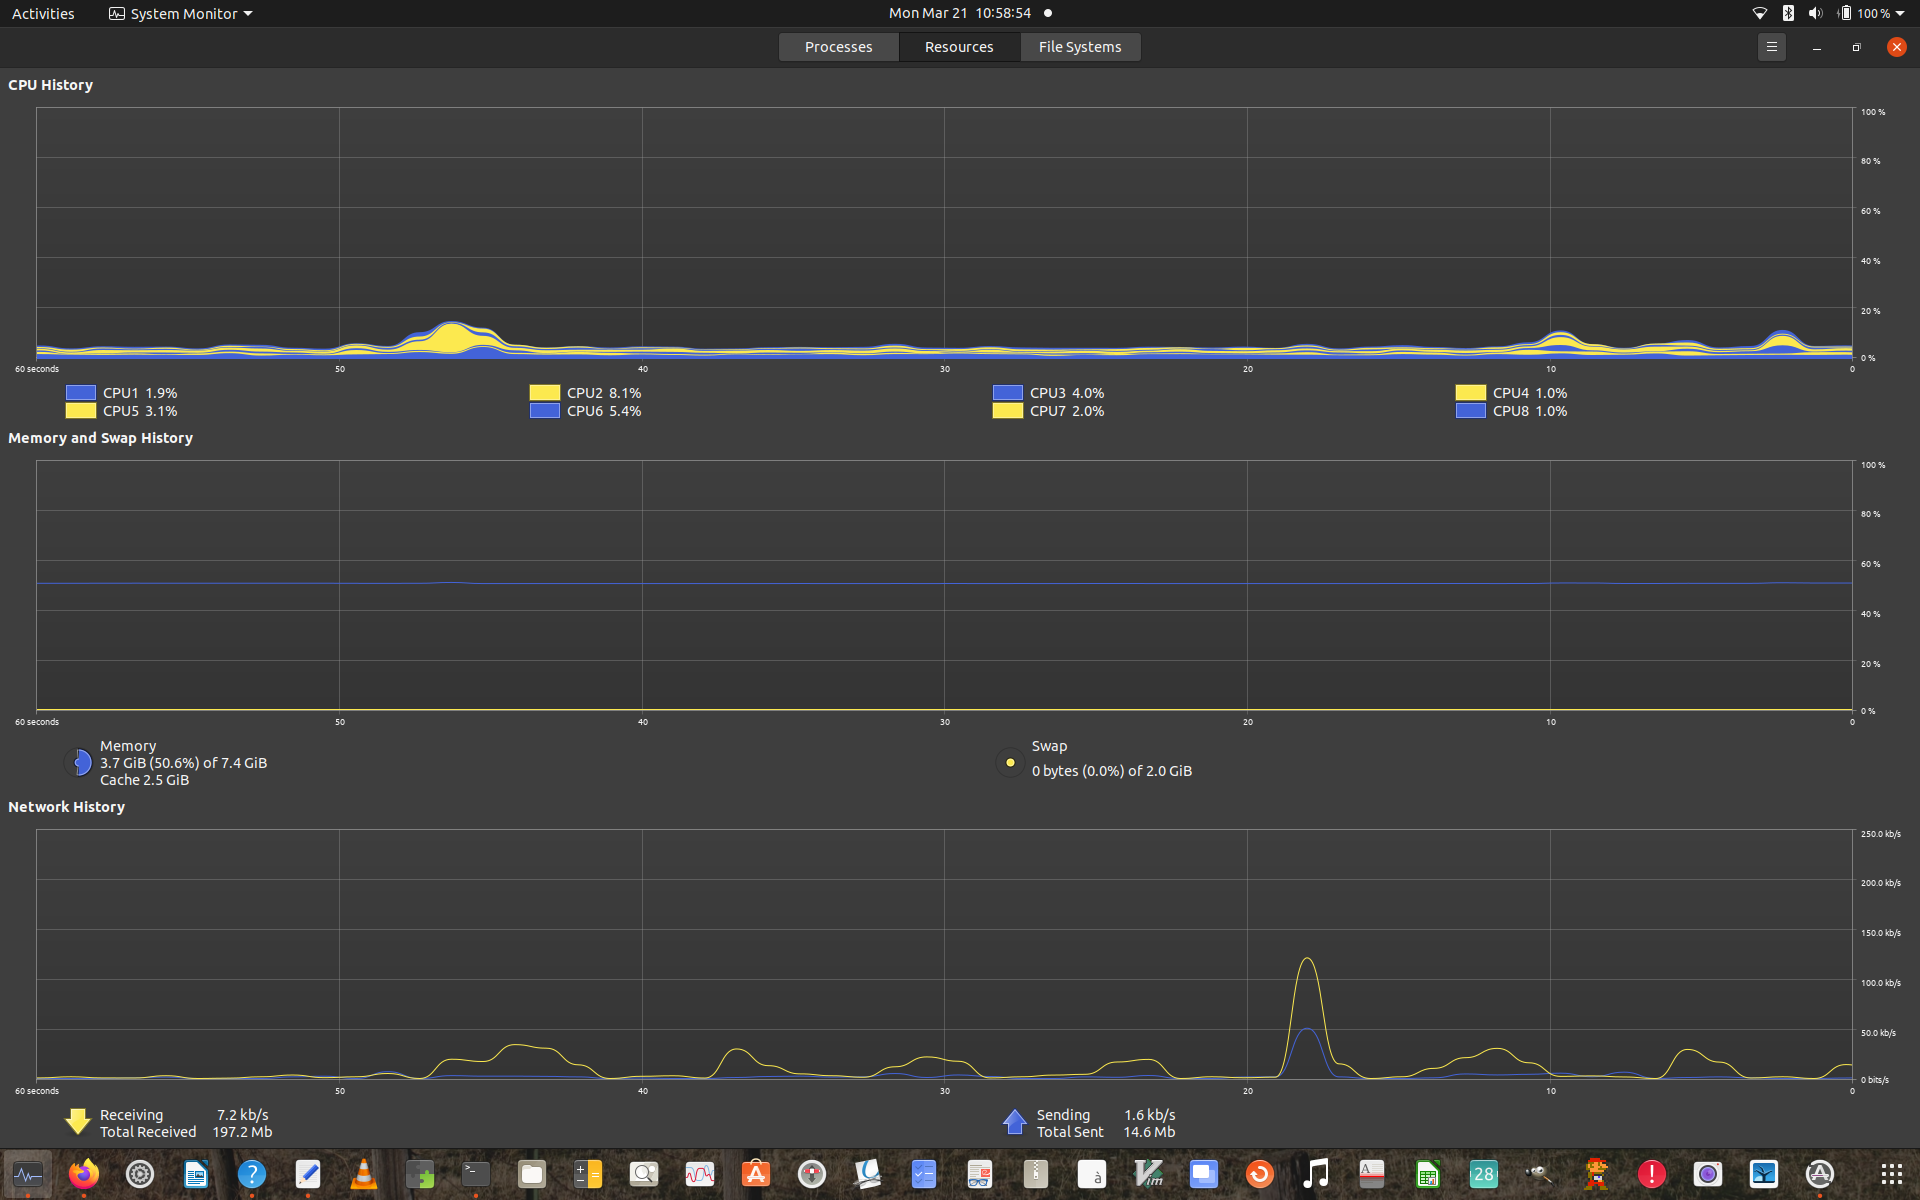 Activities System Monitor Mon Mar 21 10:58:54 100 %
Processes Resources File Systems
CPU History
100 %
80 %
60 %
40 %
20 %
0 %
60 seconds 50 40 30 20 10 0
CPU1 1.9% CPU2 8.1% CPU3 4.0% CPU4 1.0%
CPU5 3.1% CPU6 5.4% CPU7 2.0% CPU8 1.0%
Memory and Swap History
100 %
80 %
60 %
40 %
20 %
0 %
60 seconds 50 40 30 20 10 0
Memory
3.7 GiB (50.6%) of 7.4 GiB
Cache 2.5 GiB
Swap
0 bytes (0.0%) of 2.0 GiB
Network History
250.0 kb/s
200.0 kb/s
150.0 kb/s
100.0 kb/s
50.0 kb/s
0 bits/s
60 seconds 50 40 30 20 10 0
Receiving 7.2 kb/s
Total Received 197.2 Mb
Sending 1.6 kb/s
Total Sent 14.6 Mb
? >_ A à Vim A 28 !